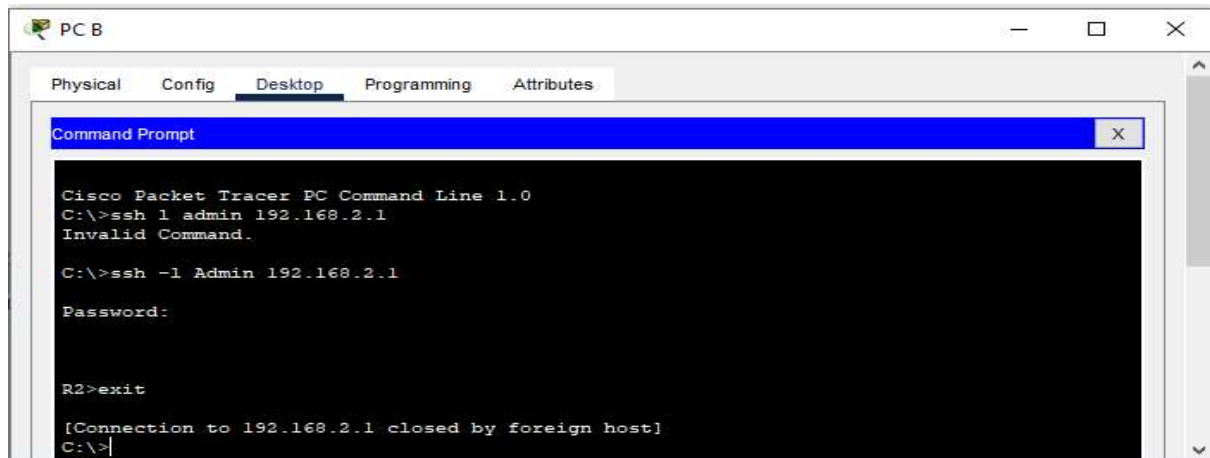 PC B
Physical Config Desktop Programming Attributes
Command Prompt
X
Cisco Packet Tracer PC Command Line 1.0
C:\>ssh l admin 192.168.2.1
Invalid Command.
C:\>ssh -l Admin 192.168.2.1
Password:
R2>exit
[Connection to 192.168.2.1 closed by foreign host]
C:\>